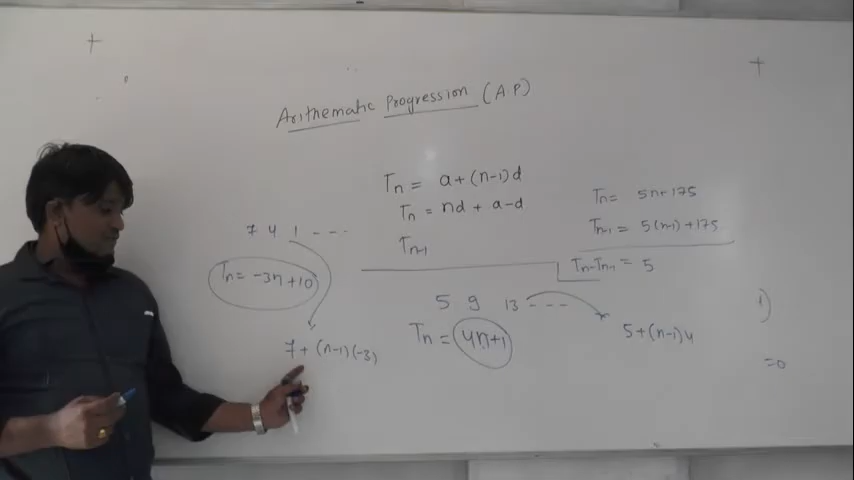 Arithematic Progression (A.P)
Tn = a+(n-1)d
Tn = nd + a-d
Tn-1
Tn = 5n+175
Tn-1 = 5(n-1)+175
Tn-Tn-1 = 5
7 4 1 - - -
Tn = -3n+10
7+(n-1)(-3)
5 9 13 - - -
Tn = 4n+1
5+(n-1)4
1)
=0